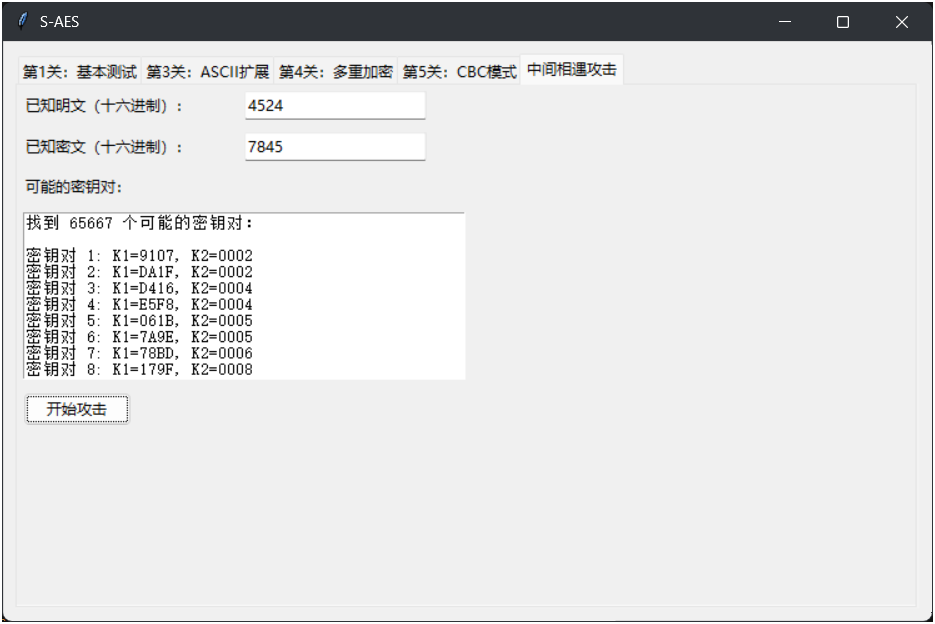 S-AES
第1关：基本测试 第3关：ASCII扩展 第4关：多重加密 第5关：CBC模式 中间相遇攻击
已知明文（十六进制）： 4524
已知密文（十六进制）： 7845
可能的密钥对：
找到 65667 个可能的密钥对：
密钥对 1: K1=9107, K2=0002
密钥对 2: K1=DA1F, K2=0002
密钥对 3: K1=D416, K2=0004
密钥对 4: K1=E5F8, K2=0004
密钥对 5: K1=061B, K2=0005
密钥对 6: K1=7A9E, K2=0005
密钥对 7: K1=78BD, K2=0006
密钥对 8: K1=179F, K2=0008
开始攻击